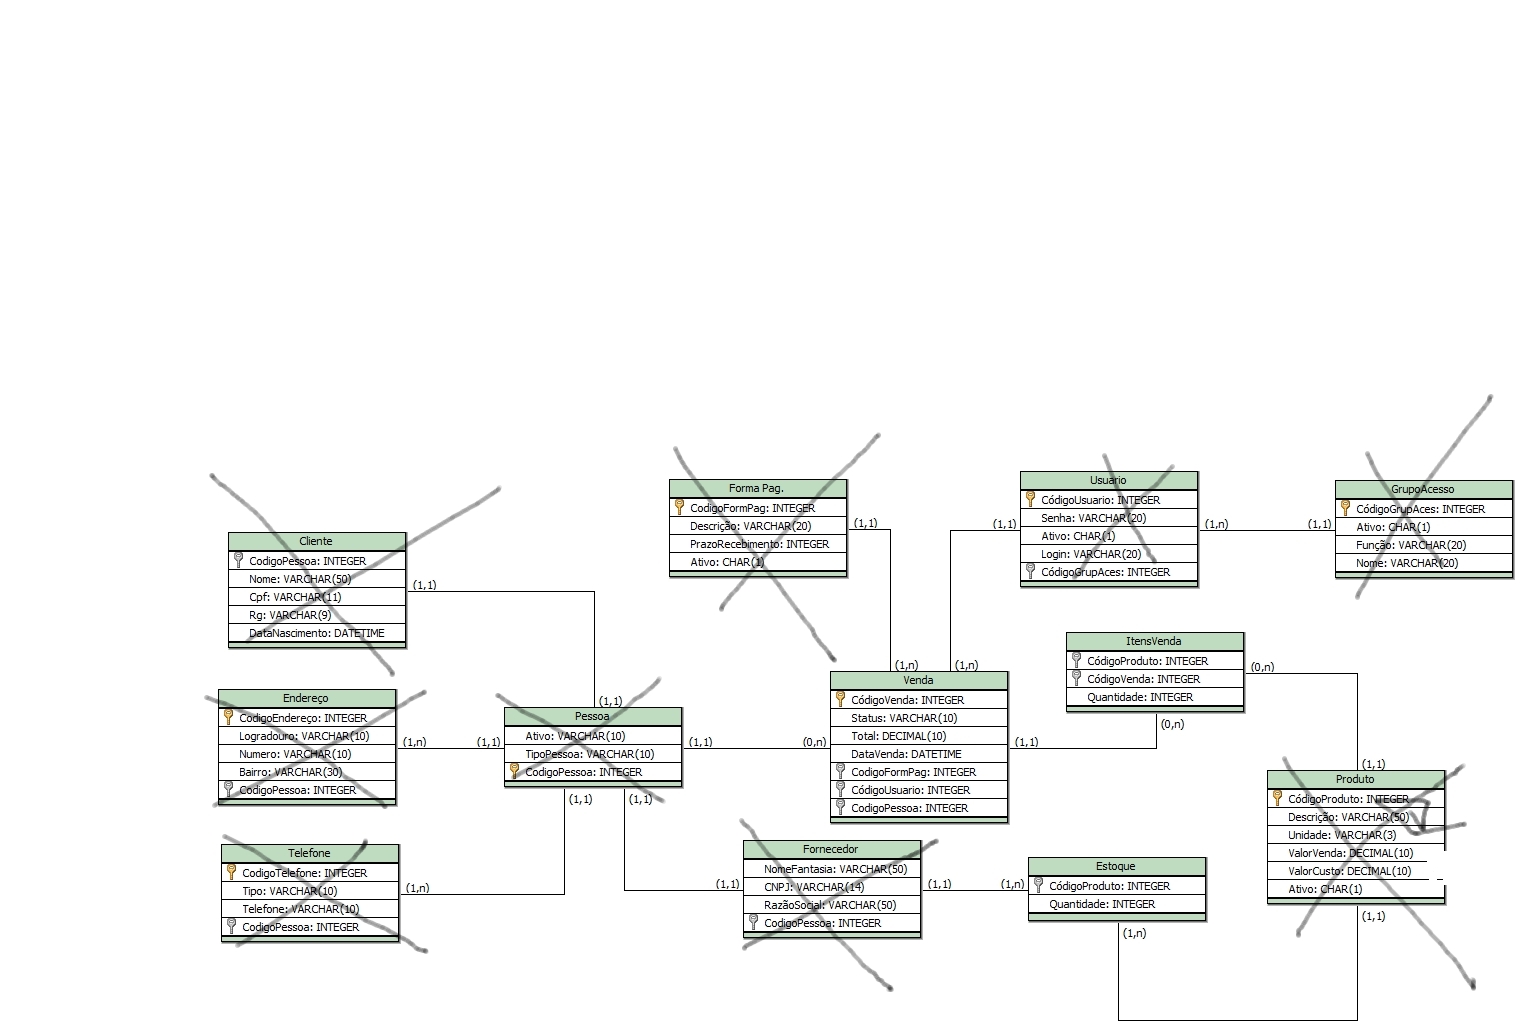 Forma Pag.
CodigoFormPag: INTEGER
Descrição: VARCHAR(20)
PrazoRecebimento: INTEGER
Ativo: CHAR(1)
(1,1)
(1,n)
Usuario
CódigoUsuario: INTEGER
Senha: VARCHAR(20)
Ativo: CHAR(1)
Login: VARCHAR(20)
CódigoGrupAces: INTEGER
(1,1)
(1,n)
(1,n)
(1,1)
GrupoAcesso
CódigoGrupAces: INTEGER
Ativo: CHAR(1)
Função: VARCHAR(20)
Nome: VARCHAR(20)
Cliente
CodigoPessoa: INTEGER
Nome: VARCHAR(50)
Cpf: VARCHAR(11)
Rg: VARCHAR(9)
DataNascimento: DATETIME
(1,1)
(1,1)
Endereço
CodigoEndereço: INTEGER
Logradouro: VARCHAR(10)
Numero: VARCHAR(10)
Bairro: VARCHAR(30)
CodigoPessoa: INTEGER
(1,n)
(1,1)
Pessoa
Ativo: VARCHAR(10)
TipoPessoa: VARCHAR(10)
CodigoPessoa: INTEGER
(1,1)
(0,n)
(1,1)
(1,1)
Venda
CódigoVenda: INTEGER
Status: VARCHAR(10)
Total: DECIMAL(10)
DataVenda: DATETIME
CodigoFormPag: INTEGER
CódigoUsuario: INTEGER
CodigoPessoa: INTEGER
(1,1)
ItensVenda
CódigoProduto: INTEGER
CódigoVenda: INTEGER
Quantidade: INTEGER
(0,n)
(0,n)
(1,1)
Produto
CódigoProduto: INTEGER
Descrição: VARCHAR(50)
Unidade: VARCHAR(3)
ValorVenda: DECIMAL(10)
ValorCusto: DECIMAL(10)
Ativo: CHAR(1)
(1,1)
Telefone
CodigoTelefone: INTEGER
Tipo: VARCHAR(10)
Telefone: VARCHAR(10)
CodigoPessoa: INTEGER
(1,n)
Fornecedor
NomeFantasia: VARCHAR(50)
CNPJ: VARCHAR(14)
RazãoSocial: VARCHAR(50)
CodigoPessoa: INTEGER
(1,1)
(1,1)
(1,n)
Estoque
CódigoProduto: INTEGER
Quantidade: INTEGER
(1,n)